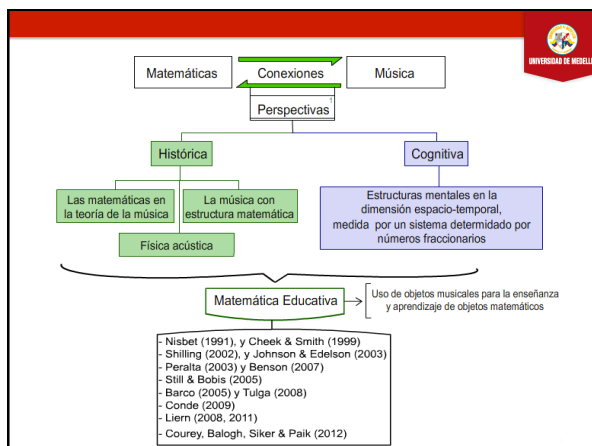 UNIVERSIDAD DE MEDELLIN
Matemáticas
Conexiones
Música
Perspectivas
1
Histórica
Cognitiva
Las matemáticas en
la teoría de la música
La música con
estructura matemática
Física acústica
Estructuras mentales en la
dimensión espacio-temporal,
medida por un sistema determidado por
números fraccionarios
Matemática Educativa
Uso de objetos musicales para la enseñanza
y aprendizaje de objetos matemáticos
- Nisbet (1991), y Cheek & Smith (1999)
- Shilling (2002), y Johnson & Edelson (2003)
- Peralta (2003) y Benson (2007)
- Still & Bobis (2005)
- Barco (2005) y Tulga (2008)
- Conde (2009)
- Liern (2008, 2011)
- Courey, Balogh, Siker & Paik (2012)